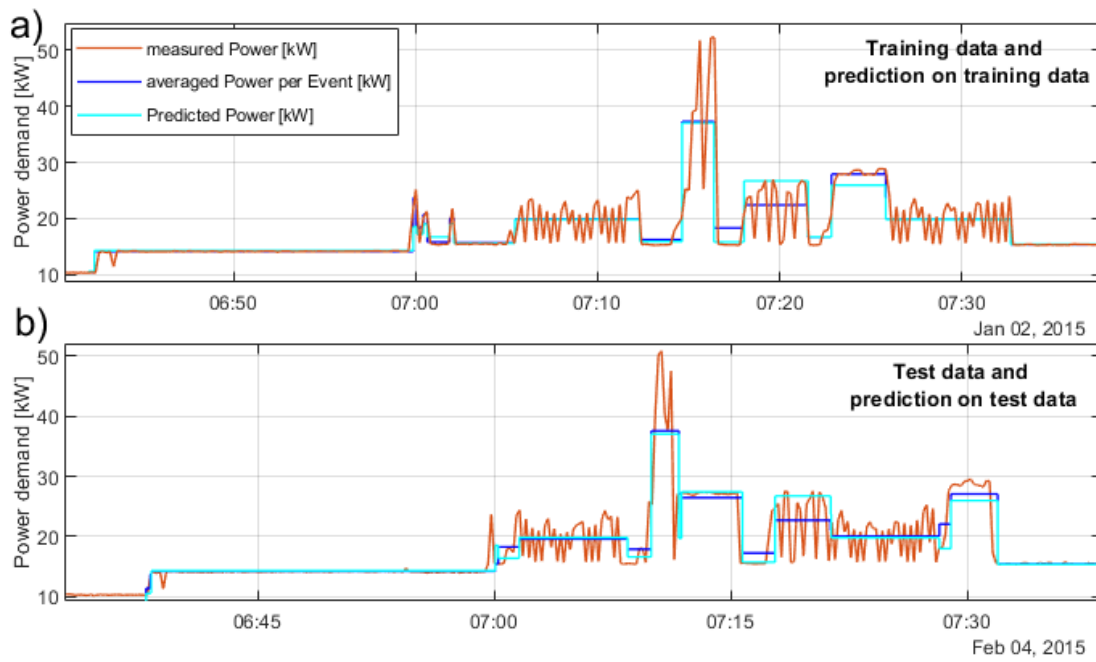 a)
measured Power [kW]
averaged Power per Event [kW]
Predicted Power [kW]
Training data and
prediction on training data
Power demand [kW]
50
40
30
20
10
06:50
07:00
07:10
07:20
07:30
Jan 02, 2015
b)
Test data and
prediction on test data
Power demand [kW]
50
40
30
20
10
06:45
07:00
07:15
07:30
Feb 04, 2015